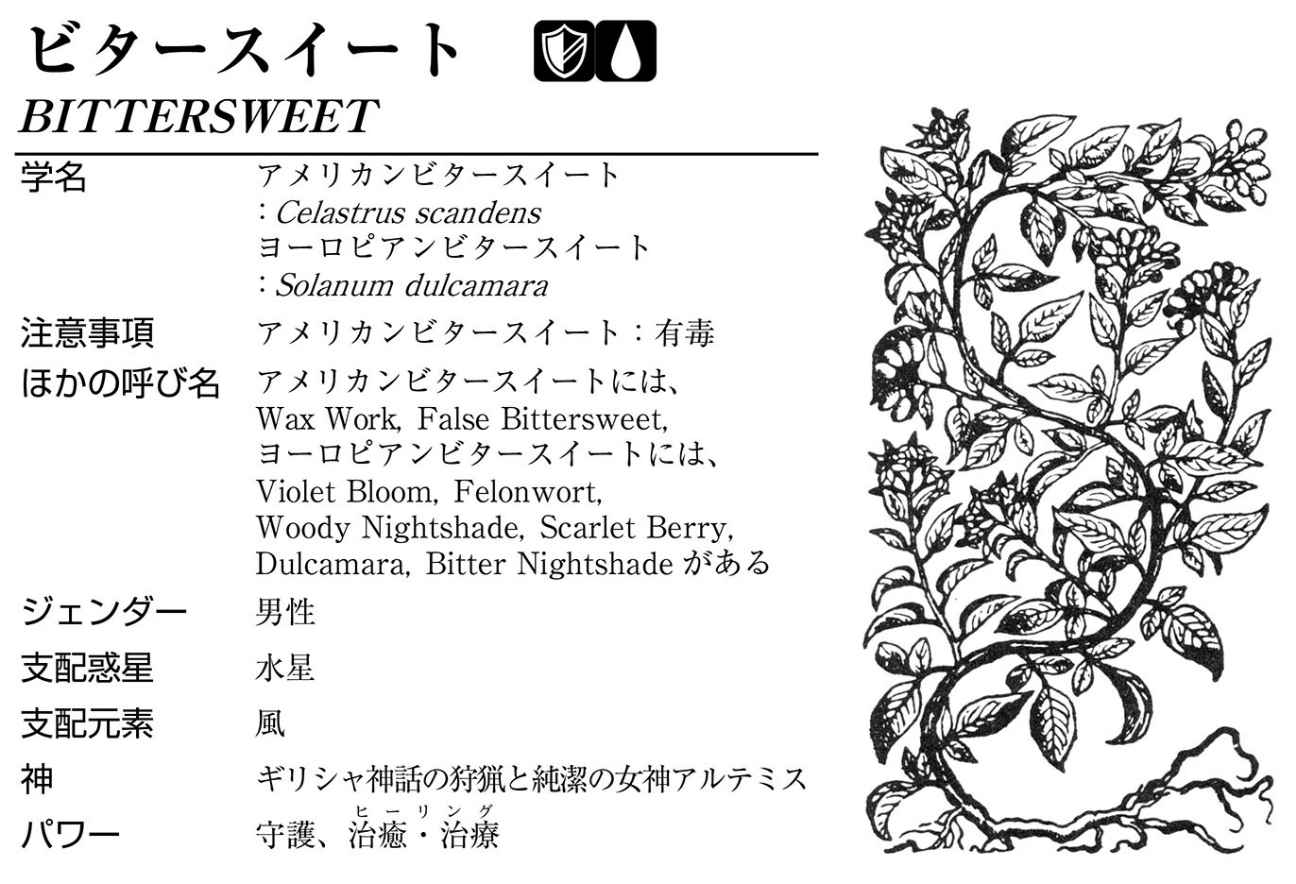 ビタースイート
BITTERSWEET
学名 アメリカンビタースイート
：Celastrus scandens
ヨーロピアンビタースイート
：Solanum dulcamara
注意事項 アメリカンビタースイート：有毒
ほかの呼び名 アメリカンビタースイートには、
Wax Work, False Bittersweet,
ヨーロピアンビタースイートには、
Violet Bloom, Felonwort,
Woody Nightshade, Scarlet Berry,
Dulcamara, Bitter Nightshade がある
ジェンダー 男性
支配惑星 水星
支配元素 風
神 ギリシャ神話の狩猟と純潔の女神アルテミス
ヒーリング
パワー 守護、治癒・治療